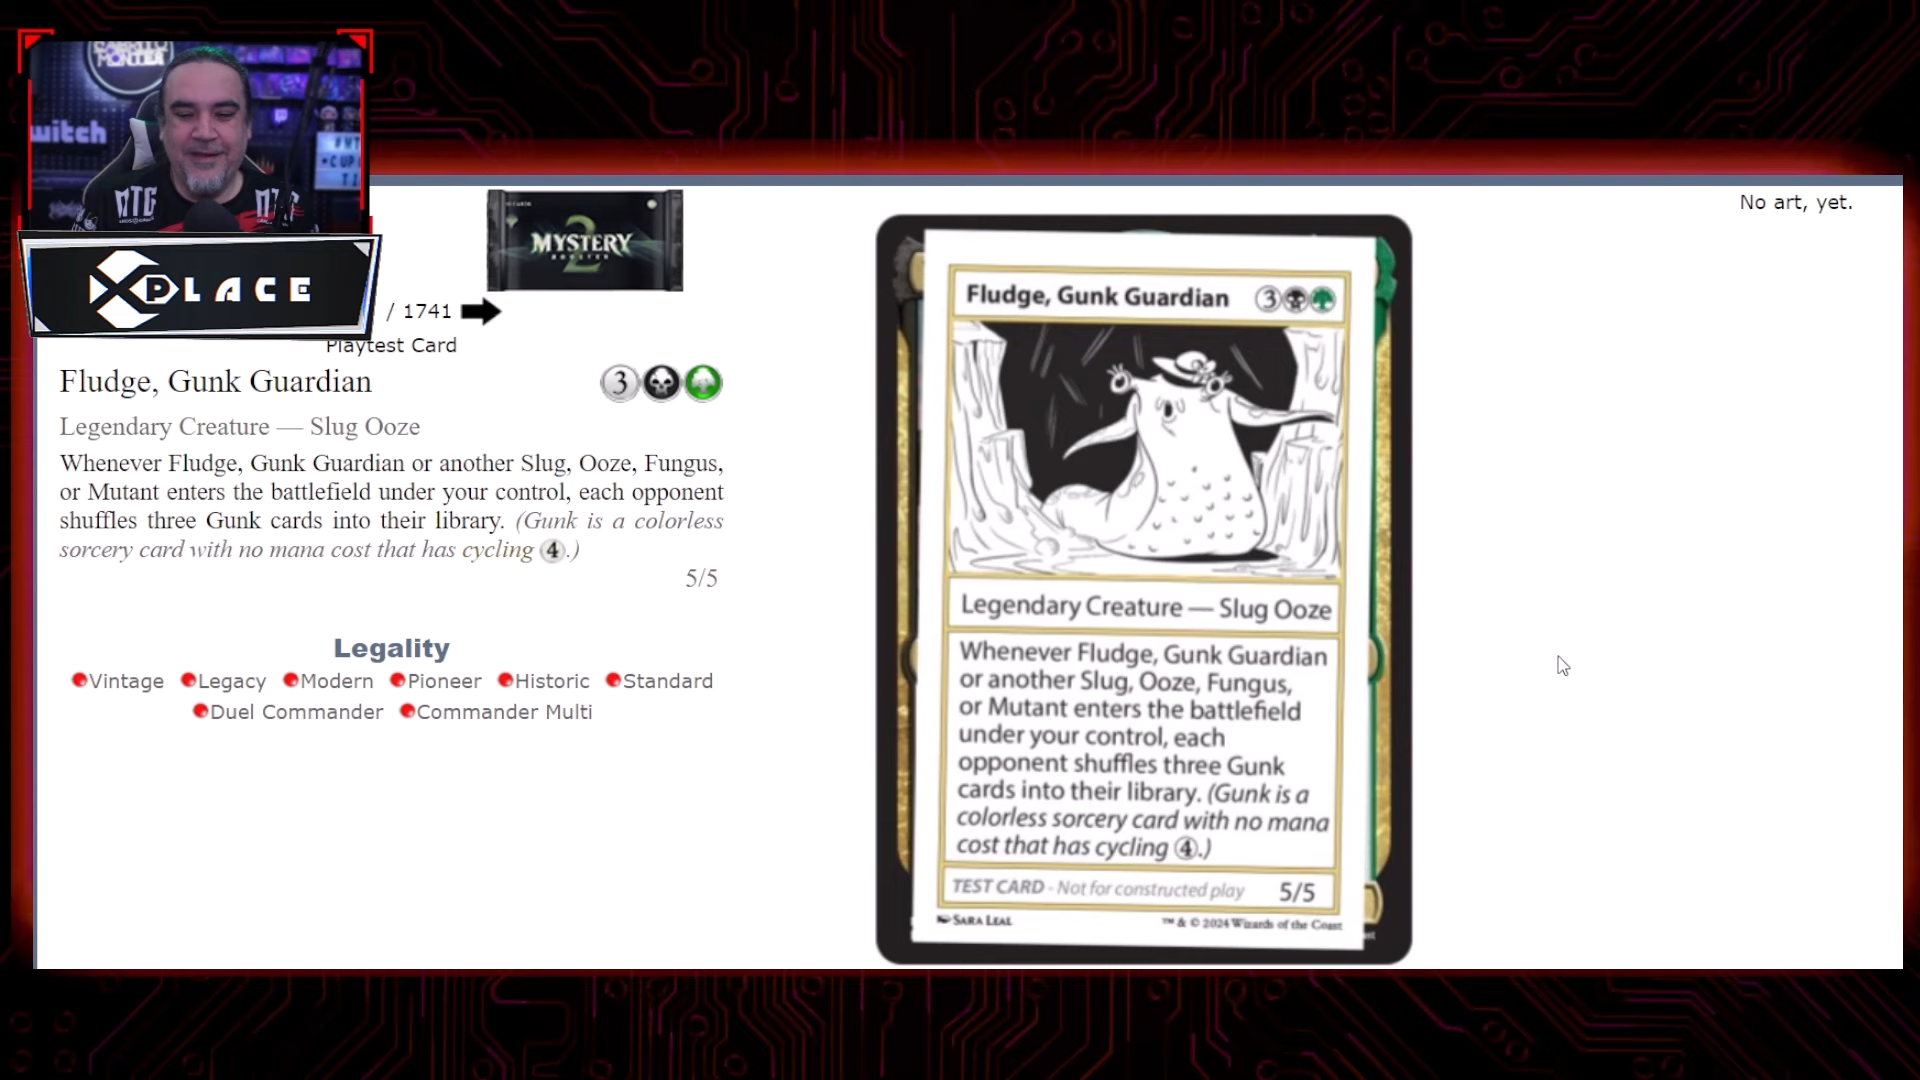 witch
MTG
XPLACE
MYSTERY
2
BOOSTER
No art, yet.
/ 1741
Playtest Card
Fludge, Gunk Guardian
3
Legendary Creature — Slug Ooze
Whenever Fludge, Gunk Guardian or another Slug, Ooze, Fungus,
or Mutant enters the battlefield under your control, each opponent
shuffles three Gunk cards into their library. (Gunk is a colorless
sorcery card with no mana cost that has cycling 4.)
5/5
Legality
Vintage Legacy Modern Pioneer Historic Standard
Duel Commander Commander Multi
Fludge, Gunk Guardian 3
Legendary Creature — Slug Ooze
Whenever Fludge, Gunk Guardian
or another Slug, Ooze, Fungus,
or Mutant enters the battlefield
under your control, each
opponent shuffles three Gunk
cards into their library. (Gunk is a
colorless sorcery card with no mana
cost that has cycling 4.)
TEST CARD - Not for constructed play 5/5
SARA LEAL
™ & © 2024 Wizards of the Coast